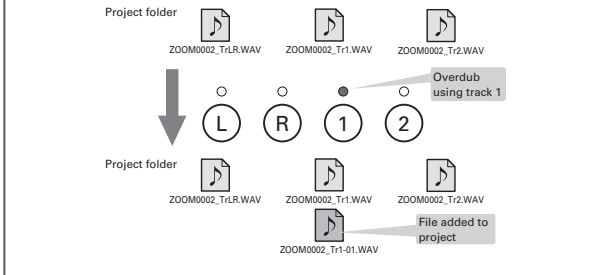 Project folder
ZOOM0002_TrLR.WAV ZOOM0002_Tr1.WAV ZOOM0002_Tr2.WAV
Overdub
using track 1
L R 1 2
Project folder
ZOOM0002_TrLR.WAV ZOOM0002_Tr1.WAV ZOOM0002_Tr2.WAV
File added to
project
ZOOM0002_Tr1-01.WAV